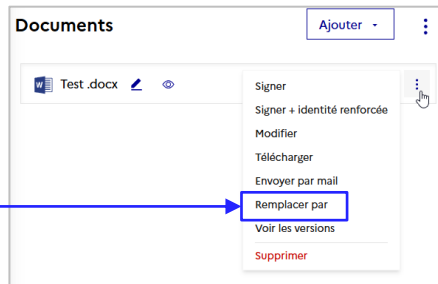 Documents
Ajouter
Test .docx
Signer
Signer + identité renforcée
Modifier
Télécharger
Envoyer par mail
Remplacer par
Voir les versions
Supprimer